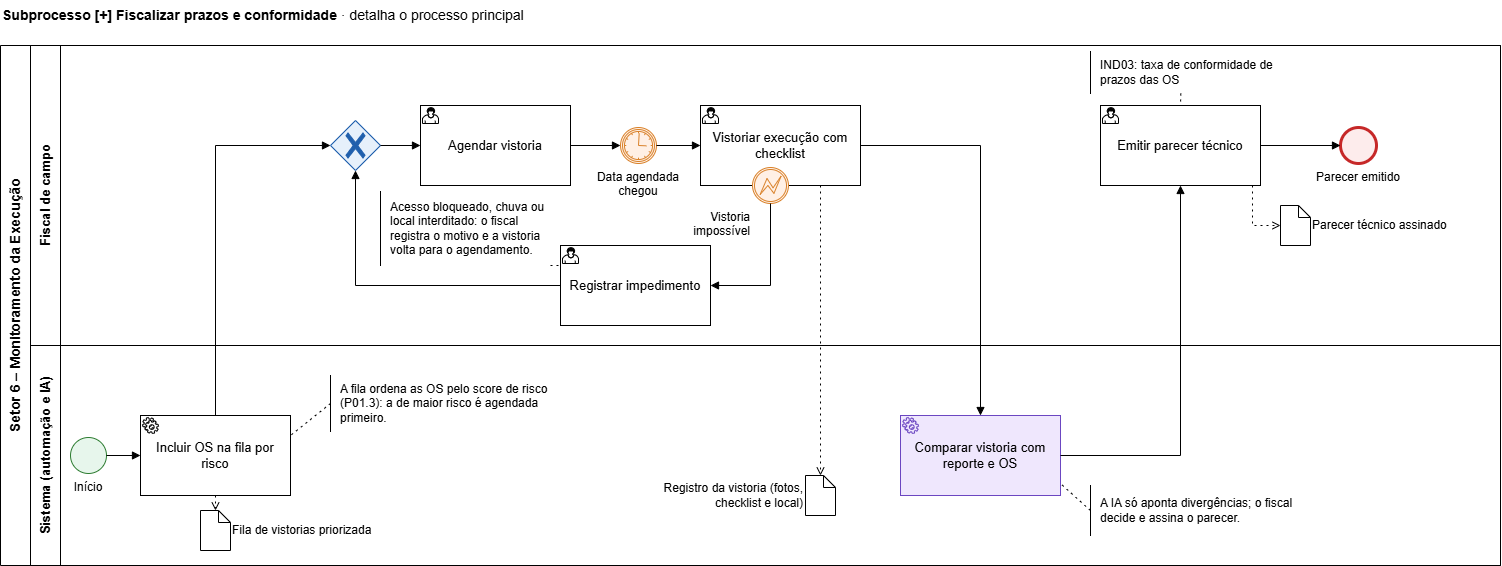 Subprocesso [+] Fiscalizar prazos e conformidade · detalha o processo principal
Setor 6 – Monitoramento da Execução
Fiscal de campo
IND03: taxa de conformidade de
prazos das OS
Agendar vistoria
Data agendada
chegou
Vistoriar execução com
checklist
Emitir parecer técnico
Parecer emitido
Acesso bloqueado, chuva ou
local interditado: o fiscal
registra o motivo e a vistoria
volta para o agendamento.
Vistoria
impossível
Parecer técnico assinado
Registrar impedimento
Sistema (automação e IA)
A fila ordena as OS pelo score de risco
(P01.3): a de maior risco é agendada
primeiro.
Início
Incluir OS na fila por
risco
Fila de vistorias priorizada
Registro da vistoria (fotos,
checklist e local)
Comparar vistoria com
reporte e OS
A IA só aponta divergências; o fiscal
decide e assina o parecer.